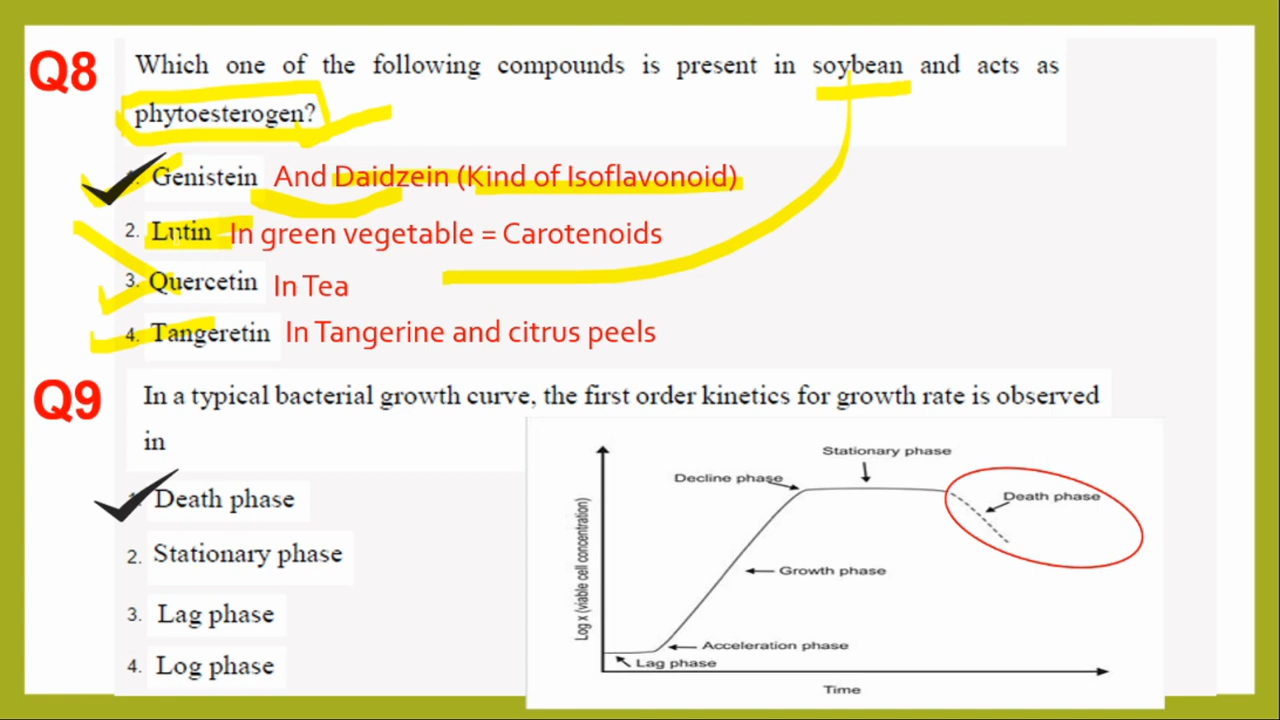 Q8
Which one of the following compounds is present in soybean and acts as
phytoesterogen?
Genistein And Daidzein (Kind of Isoflavonoid)
2. Lutin In green vegetable = Carotenoids
3. Quercetin In Tea
4. Tangeretin In Tangerine and citrus peels
Q9
In a typical bacterial growth curve, the first order kinetics for growth rate is observed
in
Death phase
2. Stationary phase
3. Lag phase
4. Log phase
Stationary phase
Decline phase
Death phase
Growth phase
Acceleration phase
Lag phase
Log x (viable cell concentration)
Time